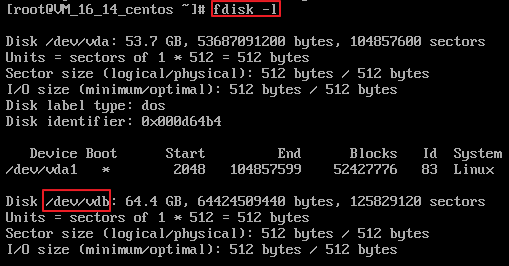 [root@VM_16_14_centos ~]# fdisk -l
Disk /dev/vda: 53.7 GB, 53687091200 bytes, 104857600 sectors
Units = sectors of 1 * 512 = 512 bytes
Sector size (logical/physical): 512 bytes / 512 bytes
I/O size (minimum/optimal): 512 bytes / 512 bytes
Disk label type: dos
Disk identifier: 0x000d64b4
Device Boot Start End Blocks Id System
/dev/vda1 * 2048 104857599 52427776 83 Linux
Disk /dev/vdb: 64.4 GB, 64424509440 bytes, 125829120 sectors
Units = sectors of 1 * 512 = 512 bytes
Sector size (logical/physical): 512 bytes / 512 bytes
I/O size (minimum/optimal): 512 bytes / 512 bytes